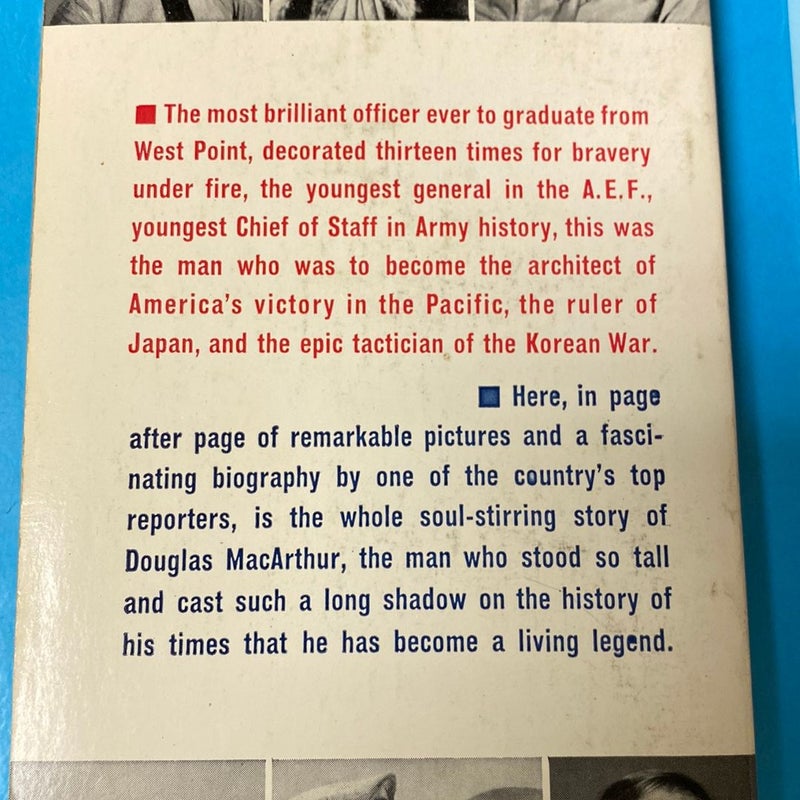 ■ The most brilliant officer ever to graduate from
West Point, decorated thirteen times for bravery
under fire, the youngest general in the A.E.F.,
youngest Chief of Staff in Army history, this was
the man who was to become the architect of
America's victory in the Pacific, the ruler of
Japan, and the epic tactician of the Korean War.
■ Here, in page
after page of remarkable pictures and a fasci-
nating biography by one of the country's top
reporters, is the whole soul-stirring story of
Douglas MacArthur, the man who stood so tall
and cast such a long shadow on the history of
his times that he has become a living legend.